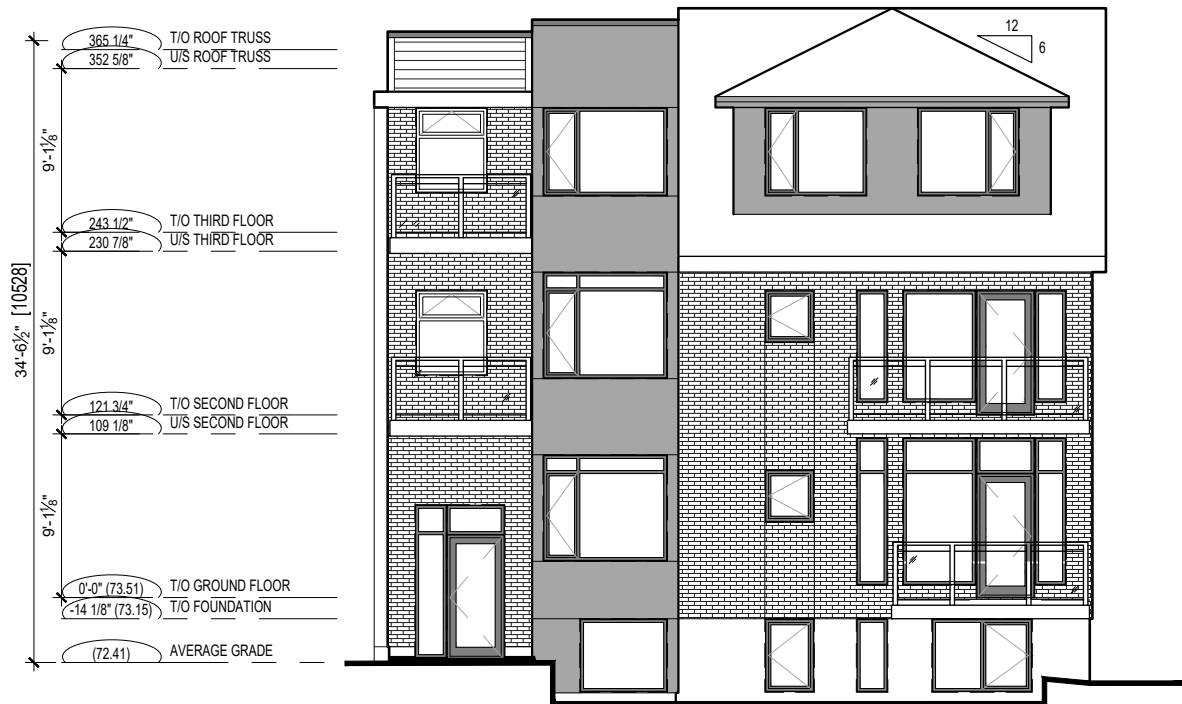 365 1/4" T/O ROOF TRUSS
352 5/8" U/S ROOF TRUSS
12
6
9'-1⅛"
243 1/2" T/O THIRD FLOOR
230 7/8" U/S THIRD FLOOR
34'-6½" [10528]
9'-1⅛"
121 3/4" T/O SECOND FLOOR
109 1/8" U/S SECOND FLOOR
9'-1⅛"
0'-0" (73.51) T/O GROUND FLOOR
-14 1/8" (73.15) T/O FOUNDATION
(72.41) AVERAGE GRADE